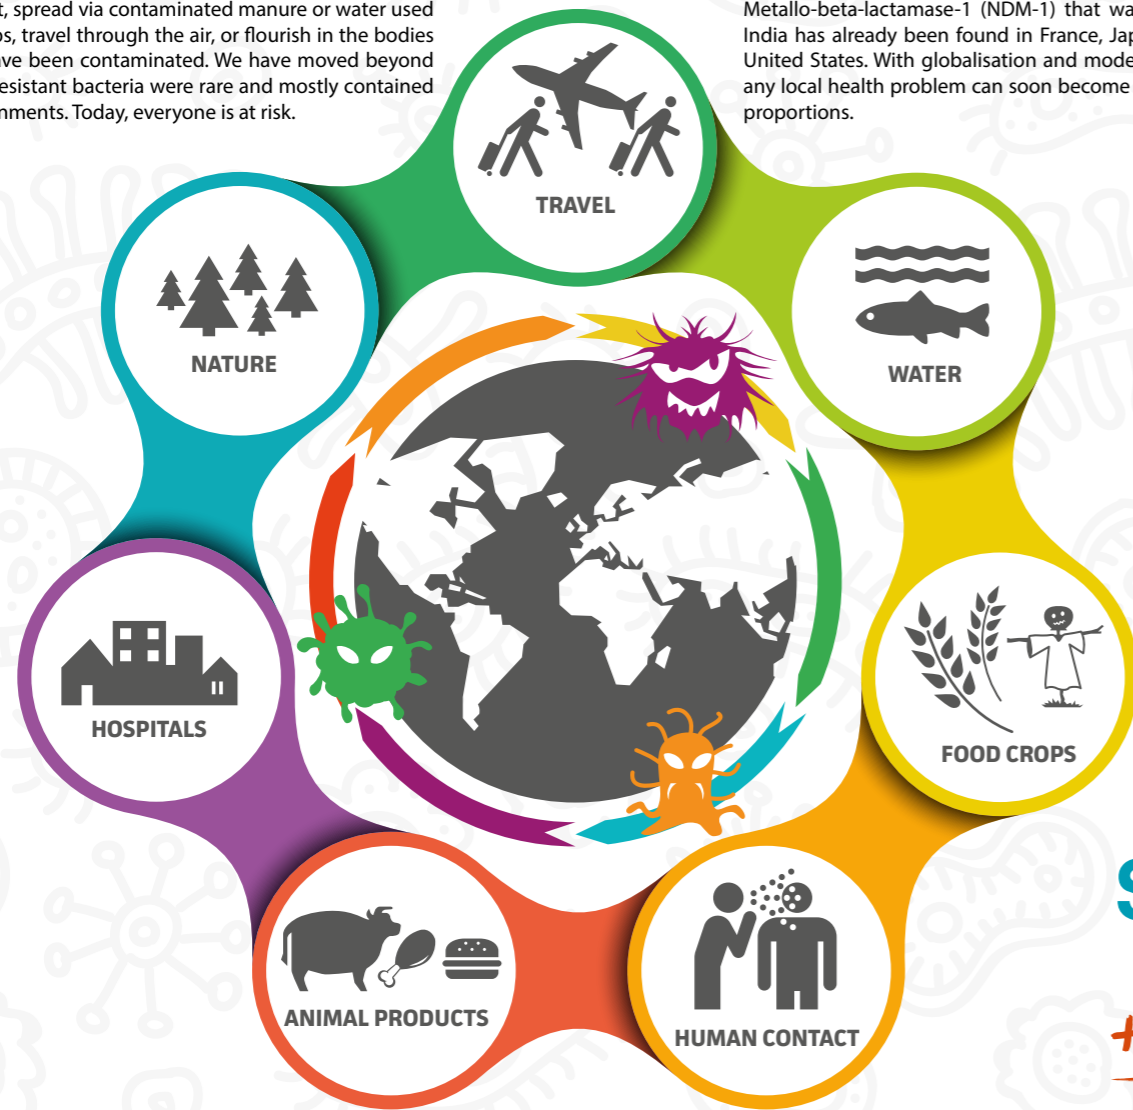 t, spread via contaminated manure or water used
os, travel through the air, or flourish in the bodies
ave been contaminated. We have moved beyond
esistant bacteria were rare and mostly contained
nments. Today, everyone is at risk.
Metallo-beta-lactamase-1 (NDM-1) that wa
India has already been found in France, Jap
United States. With globalisation and mode
any local health problem can soon become
proportions.
TRAVEL
NATURE
WATER
HOSPITALS
FOOD CROPS
ANIMAL PRODUCTS
HUMAN CONTACT